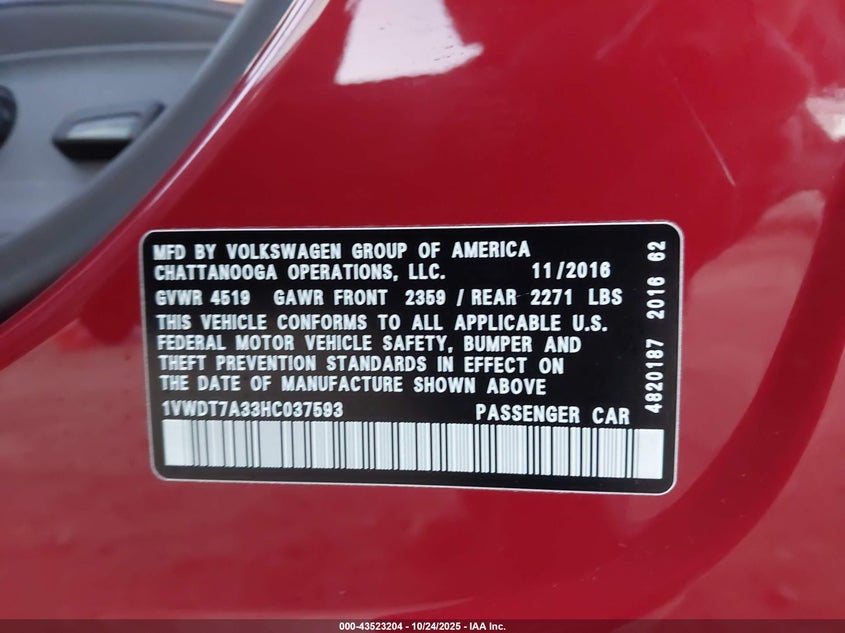 MFD BY VOLKSWAGEN GROUP OF AMERICA
CHATTANOOGA OPERATIONS, LLC. 11/2016
GVWR 4519 GAWR FRONT 2359 / REAR 2271 LBS
THIS VEHICLE CONFORMS TO ALL APPLICABLE U.S.
FEDERAL MOTOR VEHICLE SAFETY, BUMPER AND
THEFT PREVENTION STANDARDS IN EFFECT ON
THE DATE OF MANUFACTURE SHOWN ABOVE
1VWDT7A33HC037593 PASSENGER CAR
4820187 2016 62
000-43523204 - 10/24/2025 - IAA Inc.